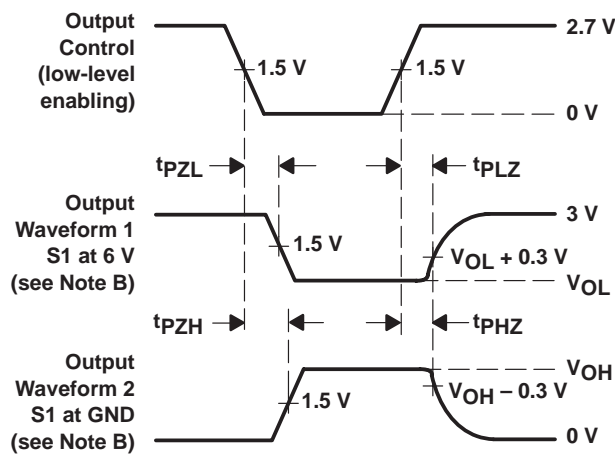 Output
Control
(low-level
enabling)
2.7 V
1.5 V
1.5 V
0 V
tPZL
tPLZ
Output
Waveform 1
S1 at 6 V
(see Note B)
3 V
1.5 V
VOL + 0.3 V
VOL
tPZH
tPHZ
Output
Waveform 2
S1 at GND
(see Note B)
VOH
VOH – 0.3 V
1.5 V
0 V